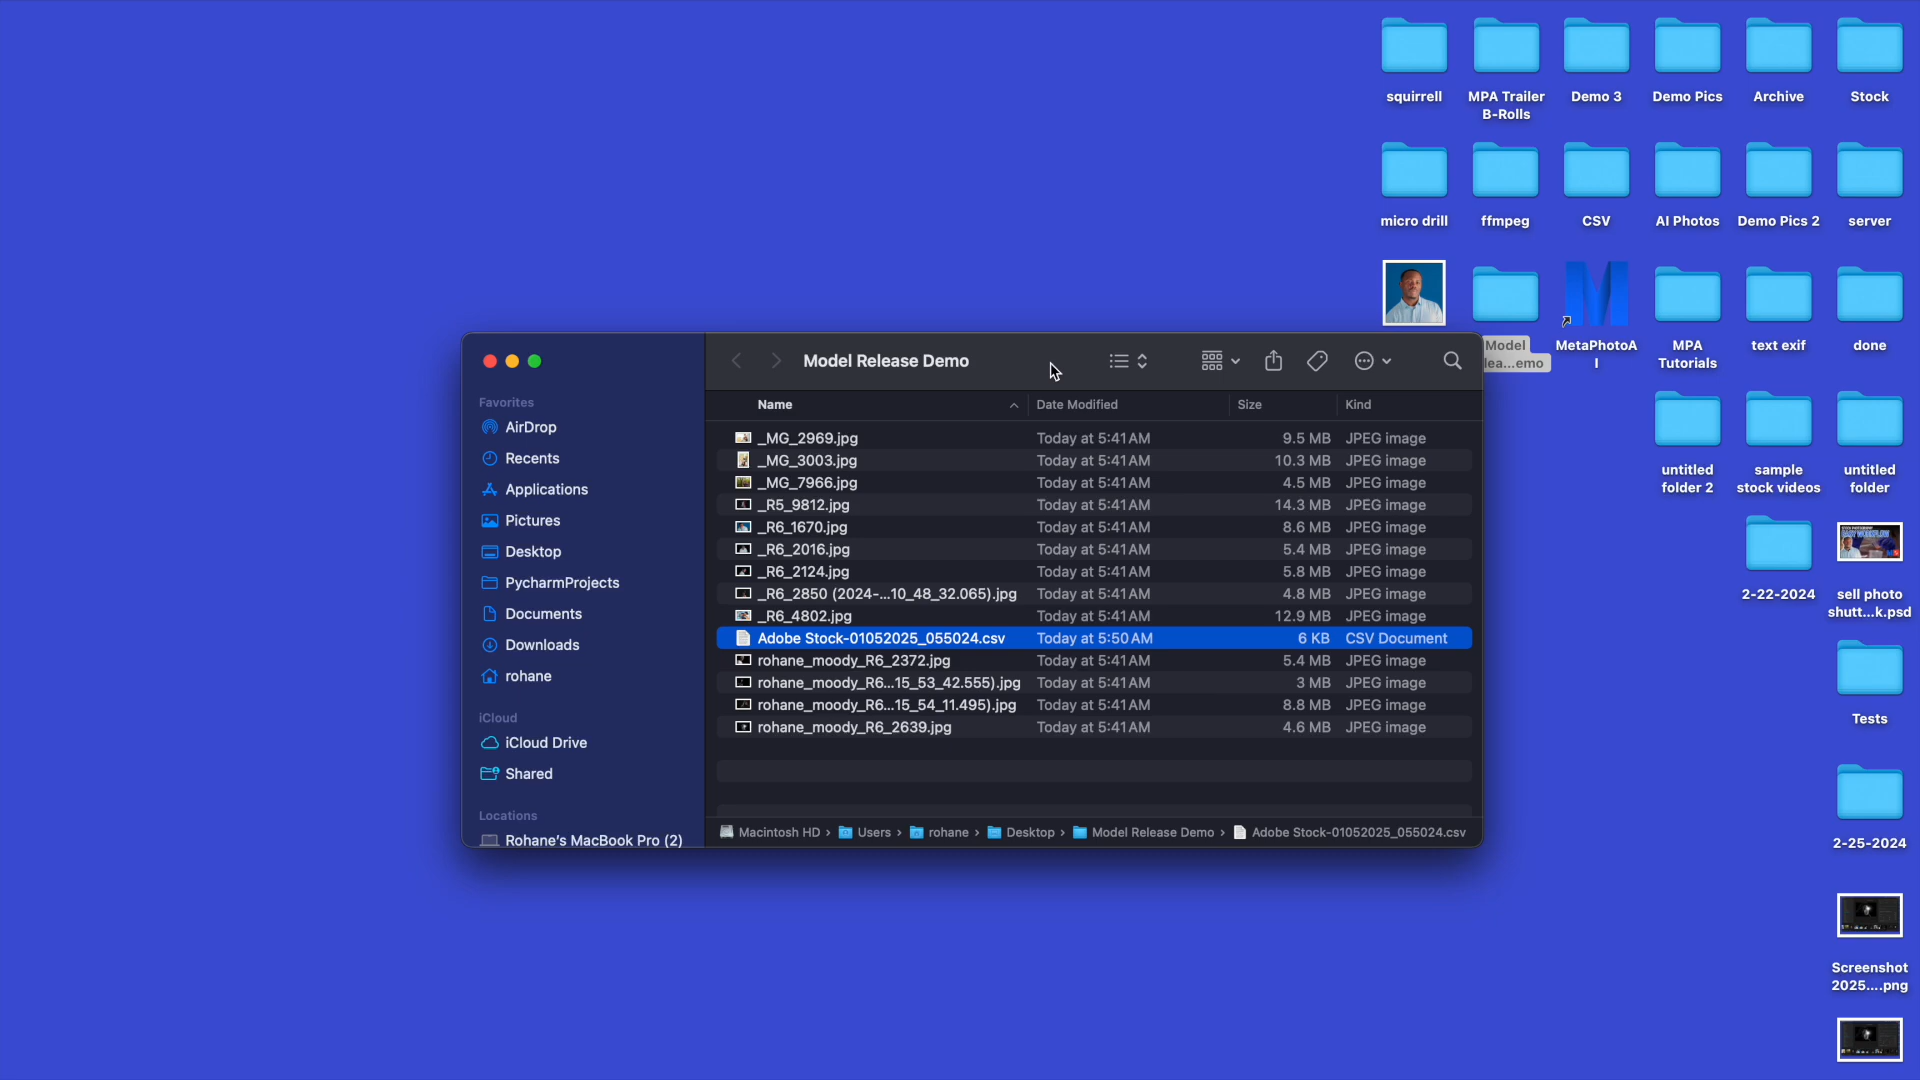 squirrell
MPA Trailer
B-Rolls
Demo 3
Demo Pics
Archive
Stock
micro drill
ffmpeg
CSV
AI Photos
Demo Pics 2
server
Model
lea...emo
MetaPhotoA
I
MPA
Tutorials
text exif
done
untitled
folder 2
sample
stock videos
untitled
folder
2-22-2024
sell photo
shutt...k.psd
Tests
2-25-2024
Screenshot
2025....png
Model Release Demo
Favorites
AirDrop
Recents
Applications
Pictures
Desktop
PycharmProjects
Documents
Downloads
rohane
iCloud
iCloud Drive
Shared
Locations
Rohane's MacBook Pro (2)
Name Date Modified Size Kind
_MG_2969.jpg Today at 5:41 AM 9.5 MB JPEG image
_MG_3003.jpg Today at 5:41 AM 10.3 MB JPEG image
_MG_7966.jpg Today at 5:41 AM 4.5 MB JPEG image
_R5_9812.jpg Today at 5:41 AM 14.3 MB JPEG image
_R6_1670.jpg Today at 5:41 AM 8.6 MB JPEG image
_R6_2016.jpg Today at 5:41 AM 5.4 MB JPEG image
_R6_2124.jpg Today at 5:41 AM 5.8 MB JPEG image
_R6_2850 (2024-...10_48_32.065).jpg Today at 5:41 AM 4.8 MB JPEG image
_R6_4802.jpg Today at 5:41 AM 12.9 MB JPEG image
Adobe Stock-01052025_055024.csv Today at 5:50 AM 6 KB CSV Document
rohane_moody_R6_2372.jpg Today at 5:41 AM 5.4 MB JPEG image
rohane_moody_R6...15_53_42.555).jpg Today at 5:41 AM 3 MB JPEG image
rohane_moody_R6...15_54_11.495).jpg Today at 5:41 AM 8.8 MB JPEG image
rohane_moody_R6_2639.jpg Today at 5:41 AM 4.6 MB JPEG image
Macintosh HD › Users › rohane › Desktop › Model Release Demo › Adobe Stock-01052025_055024.csv